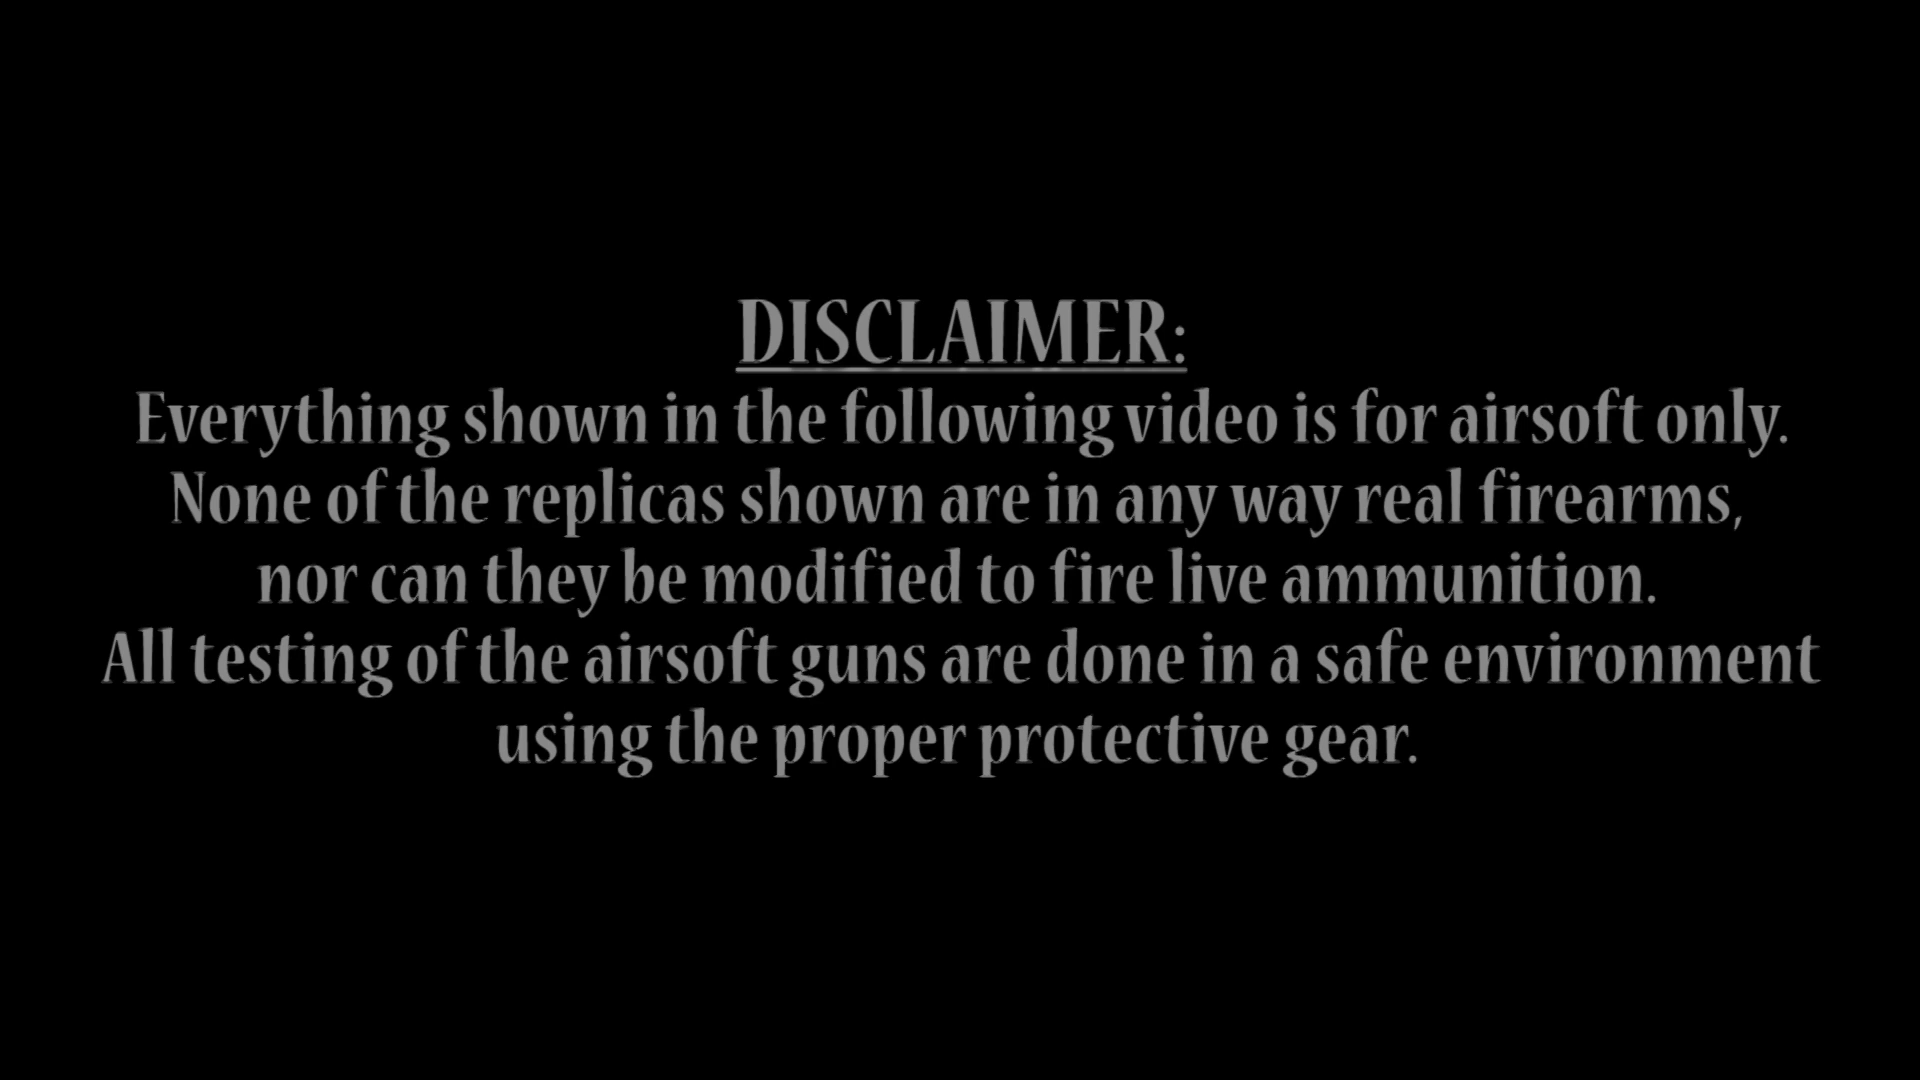 DISCLAIMER:
Everything shown in the following video is for airsoft only.
None of the replicas shown are in any way real firearms,
nor can they be modified to fire live ammunition.
All testing of the airsoft guns are done in a safe environment
using the proper protective gear.